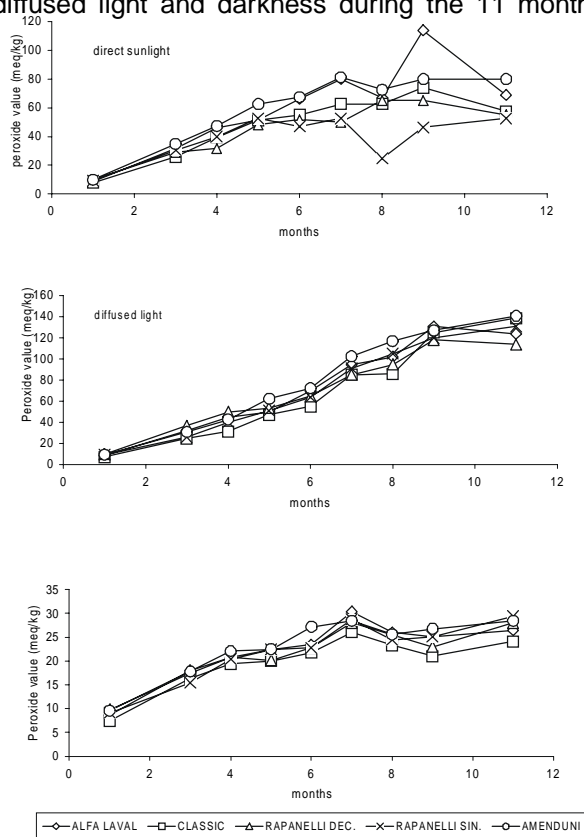 diffused light and darkness during the 11 month
direct sunlight
peroxide value (meq/kg)
120
100
80
60
40
20
0
0 2 4 6 8 10 12
months
diffused light
Peroxide value (meq/kg)
160
140
120
100
80
60
40
20
0
0 2 4 6 8 10 12
months
Peroxide value (meq/kg)
35
30
25
20
15
10
5
0
0 2 4 6 8 10 12
months
ALFA LAVAL CLASSIC RAPANELLI DEC. RAPANELLI SIN. AMENDUNI